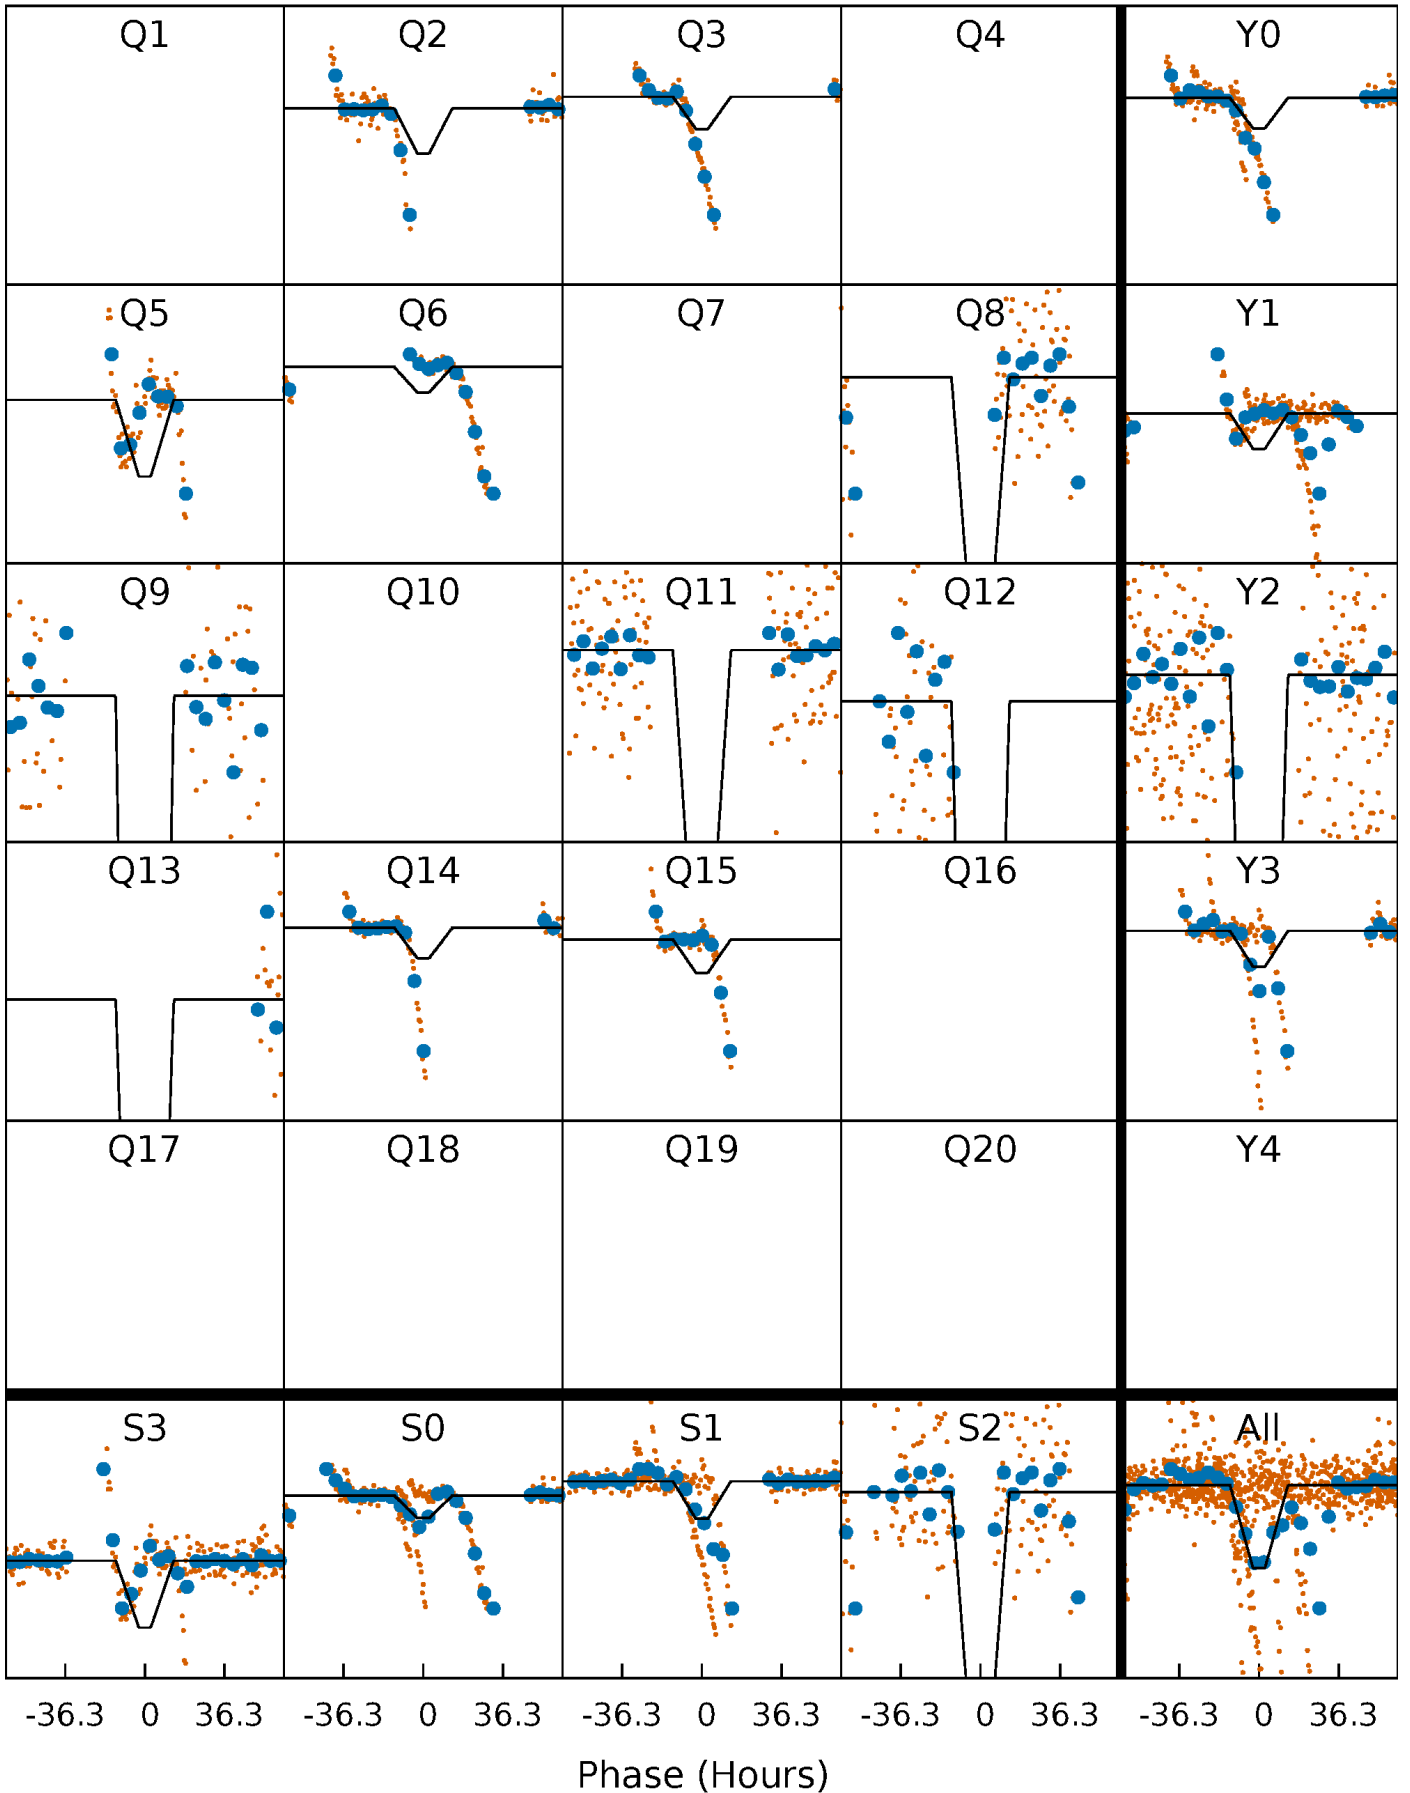 Q1 Q2 Q3 Q4 Y0
Q5 Q6 Q7 Q8 Y1
Q9 Q10 Q11 Q12 Y2
Q13 Q14 Q15 Q16 Y3
Q17 Q18 Q19 Q20 Y4
S3 S0 S1 S2 All
-36.3 0 36.3 -36.3 0 36.3 -36.3 0 36.3 -36.3 0 36.3 -36.3 0 36.3
Phase (Hours)